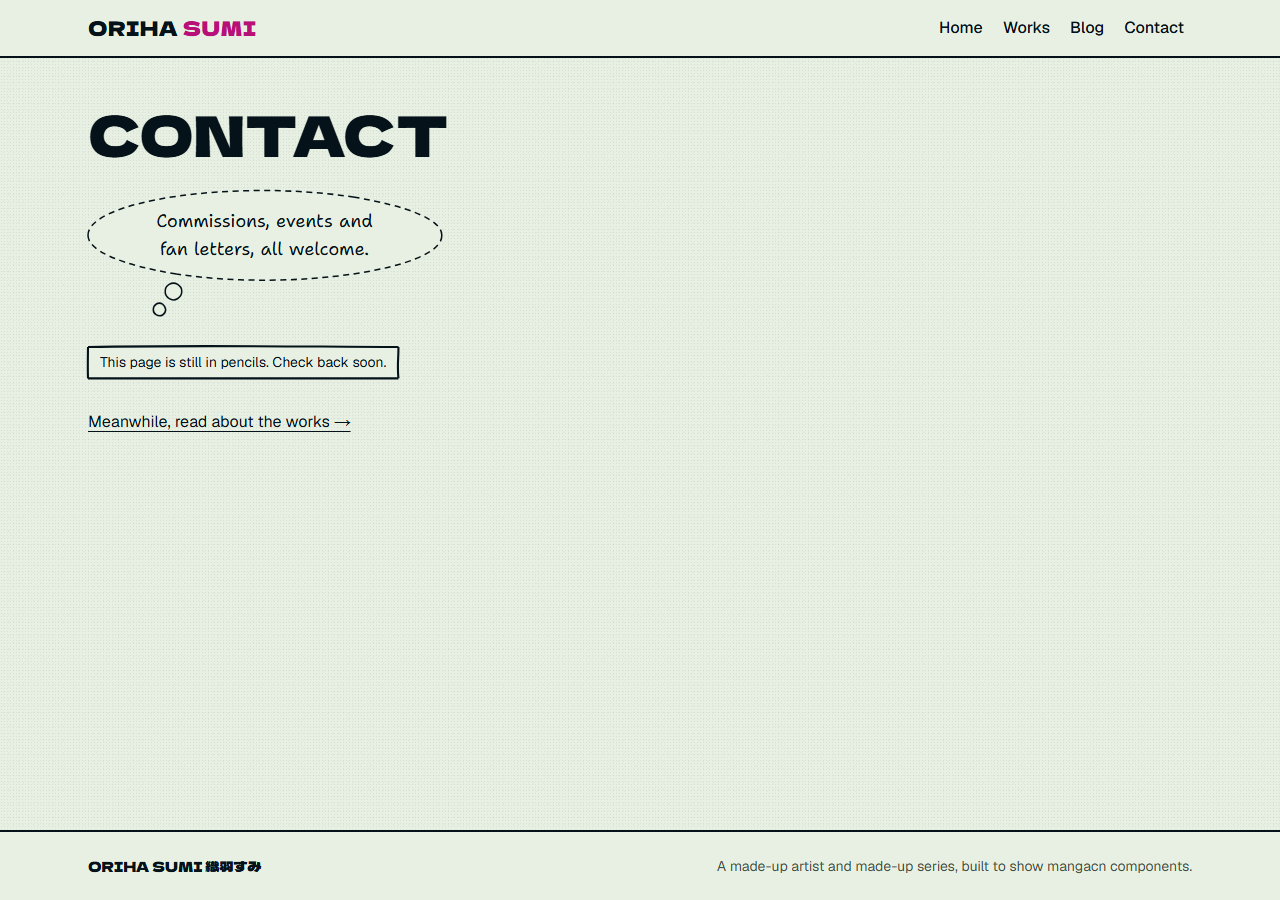 ORIHA SUMI
Home Works Blog Contact
CONTACT
Commissions, events and
fan letters, all welcome.
This page is still in pencils. Check back soon.
Meanwhile, read about the works →
ORIHA SUMI 織羽すみ
A made-up artist and made-up series, built to show mangacn components.